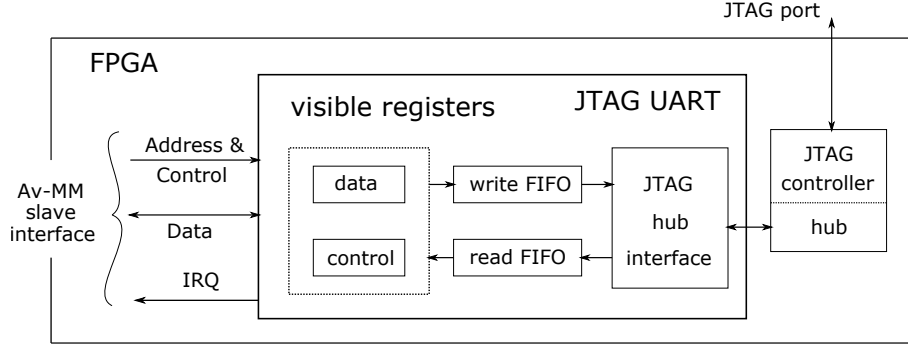 JTAG port
FPGA
JTAG UART
visible registers
Address &
Control
Av-MM
slave
interface
Data
IRQ
data
control
write FIFO
read FIFO
JTAG
hub
interface
JTAG
controller
hub